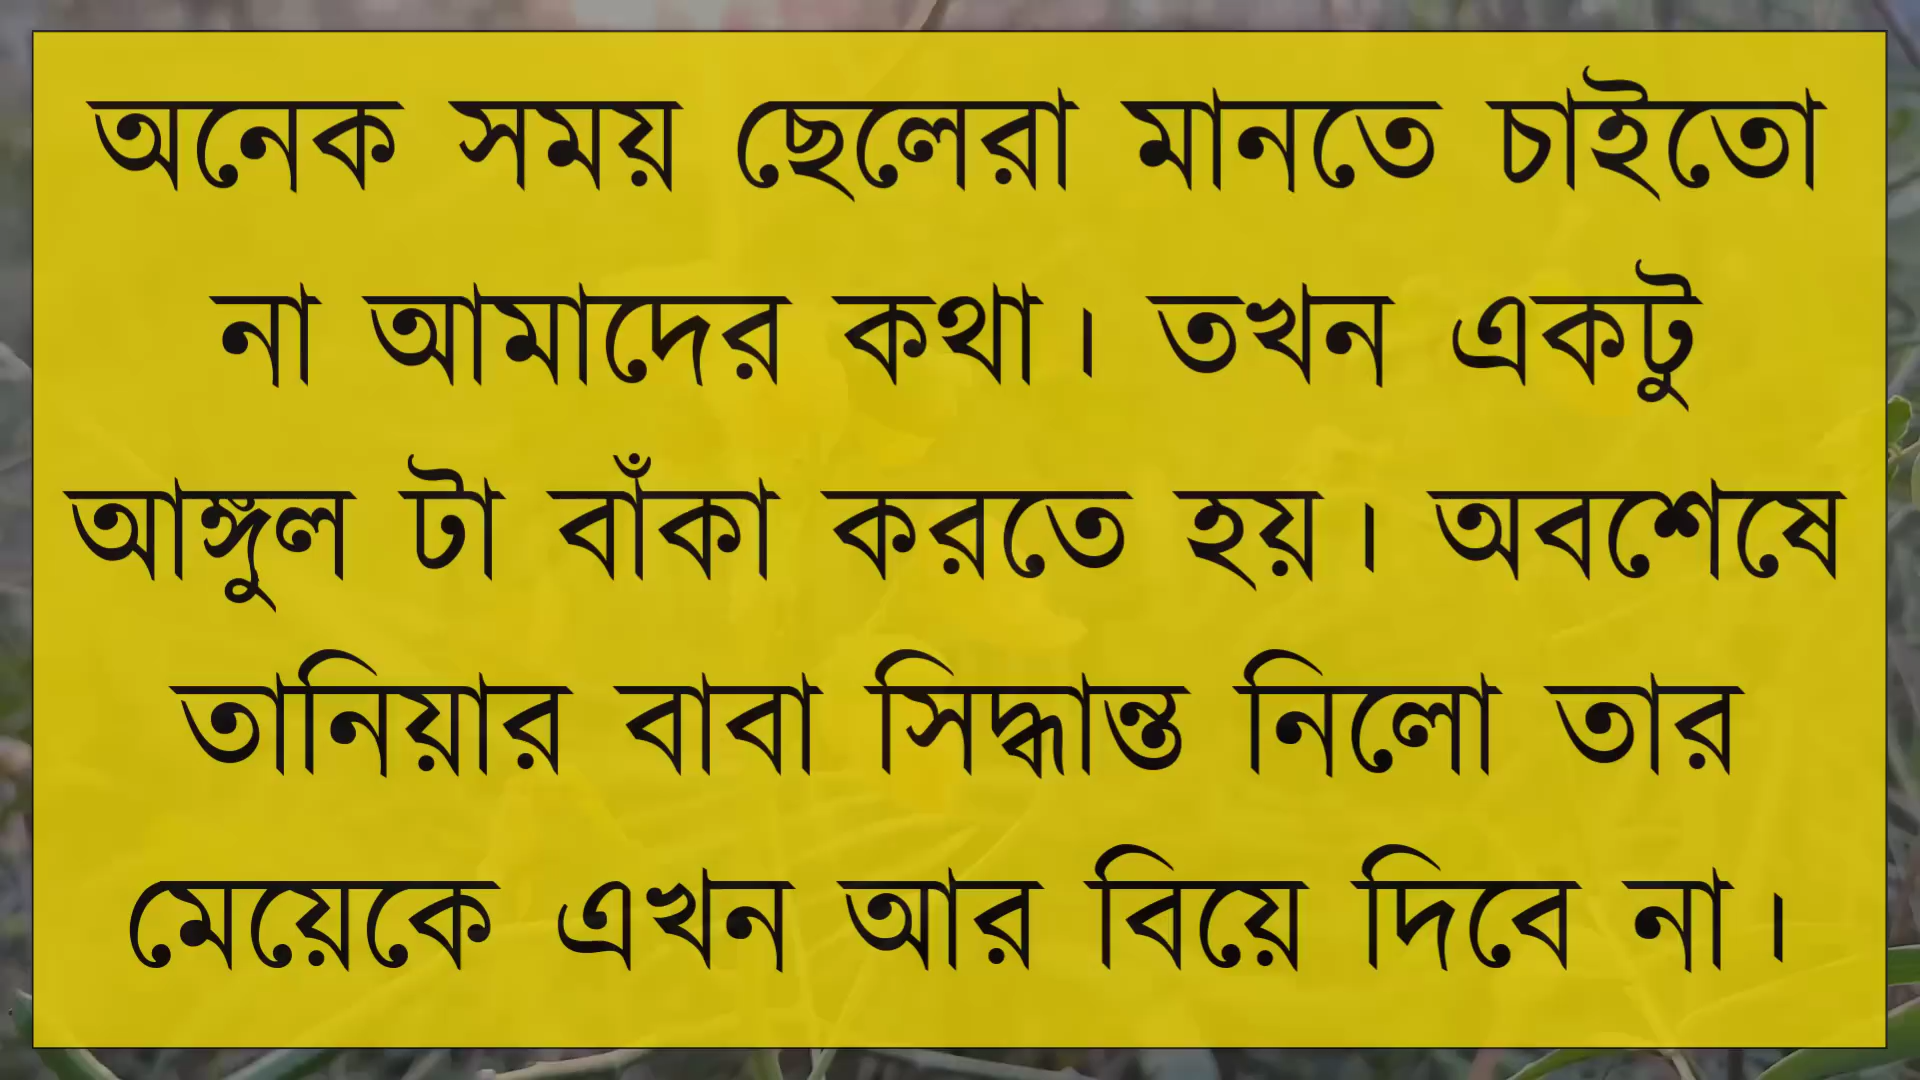 অনেক সময় ছেলেরা মানতে চাইতো
না আমাদের কথা। তখন একটু
আঙ্গুল টা বাঁকা করতে হয়। অবশেষে
তানিয়ার বাবা সিদ্ধান্ত নিলো তার
মেয়েকে এখন আর বিয়ে দিবে না।